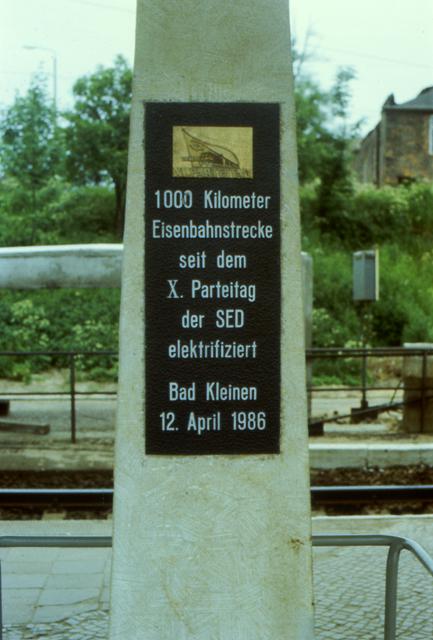 1000 Kilometer
Eisenbahnstrecke
seit dem
X. Parteitag
der SED
elektrifiziert
Bad Kleinen
12. April 1986